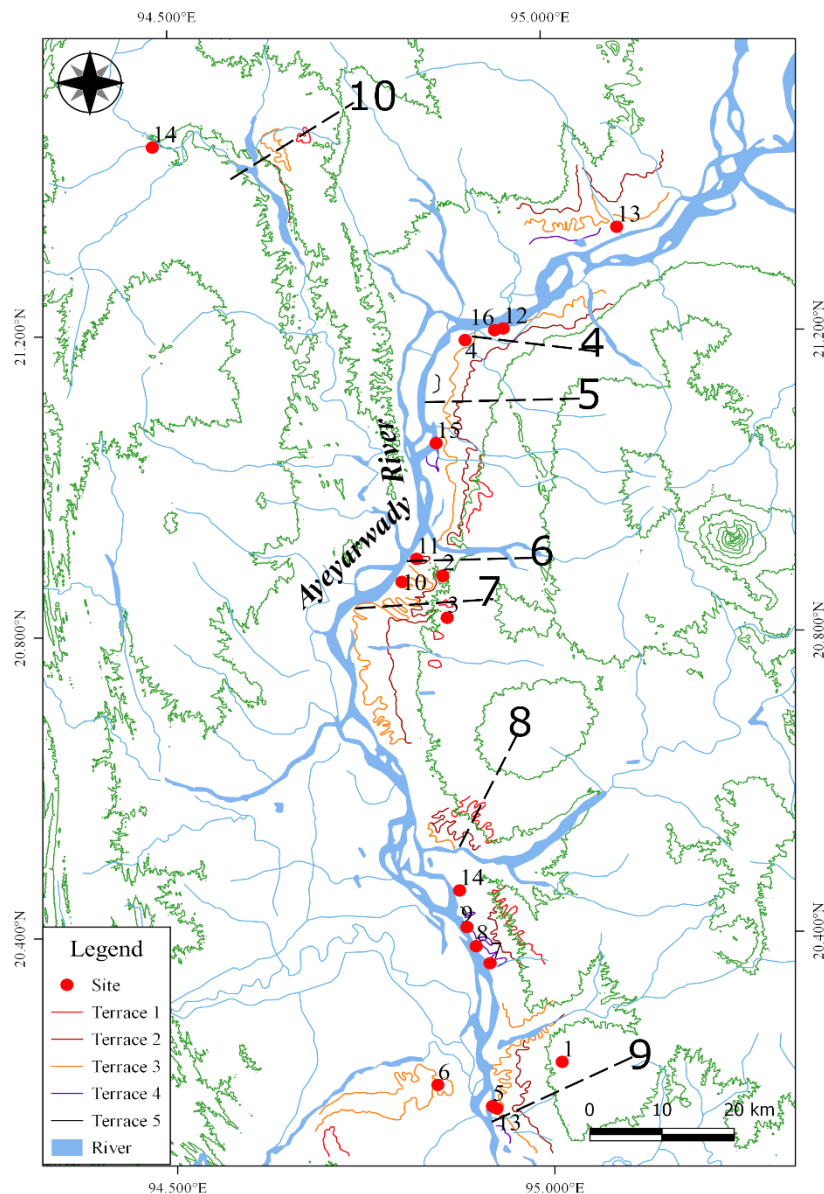 94.500°E
95.000°E
10
14
13
16
12
4
4
21.200°N
21.200°N
5
15
Ayeyarwady River
11
6
2
10
7
3
20.800°N
20.800°N
8
14
9
8
7
20.400°N
20.400°N
Legend
Site
Terrace 1
Terrace 2
Terrace 3
Terrace 4
Terrace 5
River
1
9
6
5
13
0
10
20 km
94.500°E
95.000°E